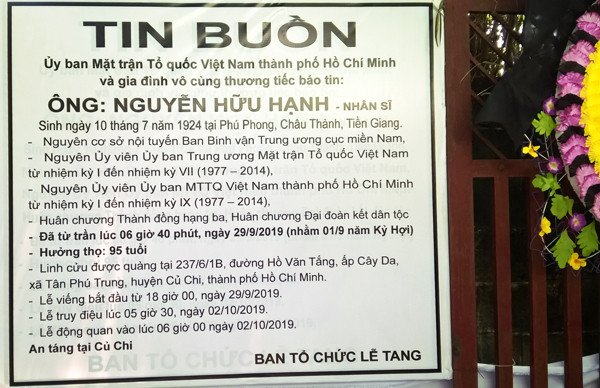 TIN BUỒN
Ủy ban Mặt trận Tổ quốc Việt Nam thành phố Hồ Chí Minh
và gia đình vô cùng thương tiếc báo tin:
ÔNG: NGUYỄN HỮU HẠNH - NHÂN SĨ
Sinh ngày 10 tháng 7 năm 1924 tại Phú Phong, Châu Thành, Tiền Giang.
- Nguyên cơ sở nội tuyến Ban Binh vận Trung ương cục miền Nam,
- Nguyên Ủy viên Ủy ban Trung ương Mặt trận Tổ quốc Việt Nam
từ nhiệm kỳ I đến nhiệm kỳ VII (1977 – 2014),
- Nguyên Ủy viên Ủy ban MTTQ Việt Nam thành phố Hồ Chí Minh
từ nhiệm kỳ I đến nhiệm kỳ IX (1977 – 2014),
- Huân chương Thành đồng hạng ba, Huân chương Đại đoàn kết dân tộc
- Đã từ trần lúc 06 giờ 40 phút, ngày 29/9/2019 (nhằm 01/9 năm Kỷ Hợi)
- Hưởng thọ: 95 tuổi
- Linh cửu được quàng tại 237/6/1B, đường Hồ Văn Tắng, ấp Cây Da,
xã Tân Phú Trung, huyện Củ Chi, thành phố Hồ Chí Minh.
- Lễ viếng bắt đầu từ 18 giờ 00, ngày 29/9/2019.
- Lễ truy điệu lúc 05 giờ 30, ngày 02/10/2019.
- Lễ động quan vào lúc 06 giờ 00 ngày 02/10/2019.
An táng tại Củ Chi
BAN TỔ CHỨC LỄ TANG